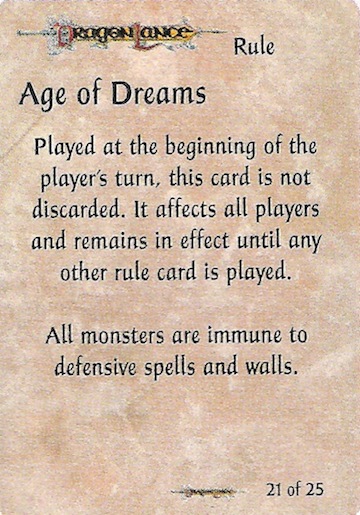 DRAGONLANCE
Rule
Age of Dreams
Played at the beginning of the
player's turn, this card is not
discarded. It affects all players
and remains in effect until any
other rule card is played.
All monsters are immune to
defensive spells and walls.
21 of 25